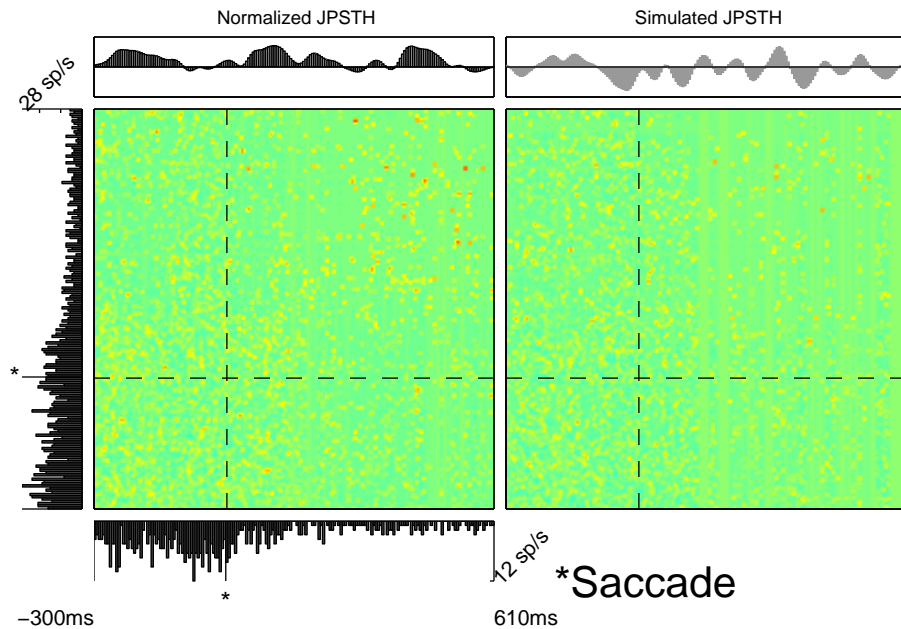 Normalized JPSTH
Simulated JPSTH
28 sp/s
*
12 sp/s
*
*Saccade
−300ms
610ms